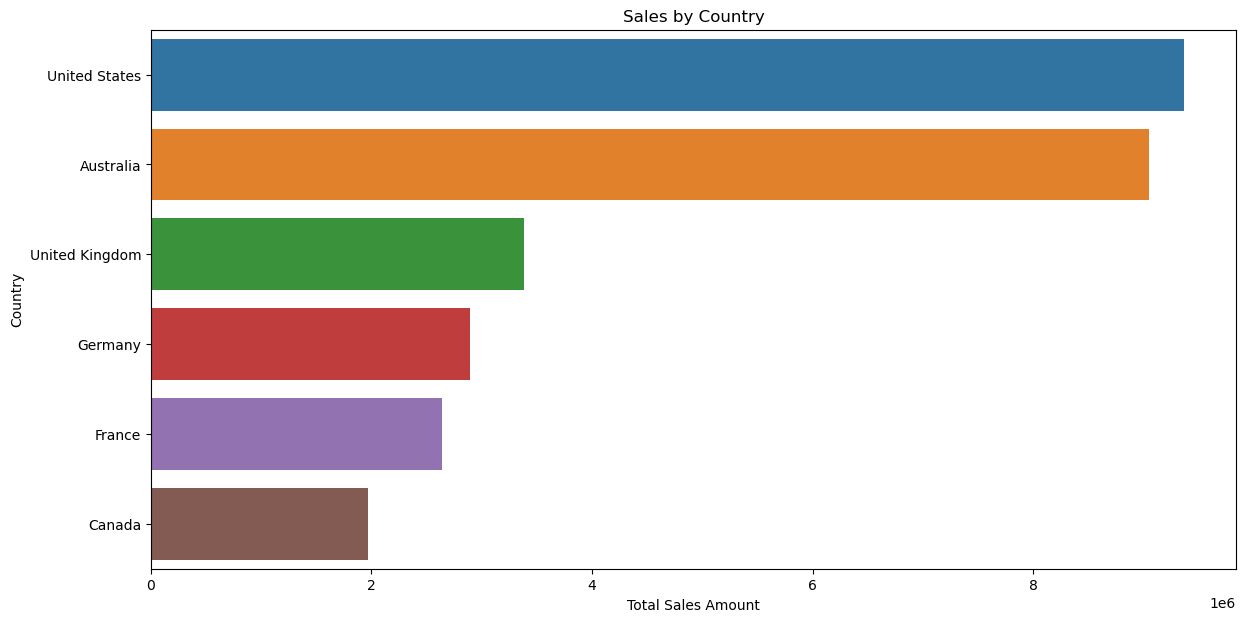 Sales by Country
United States
Australia
United Kingdom
Germany
France
Canada
Country
0 2 4 6 8
1e6
Total Sales Amount